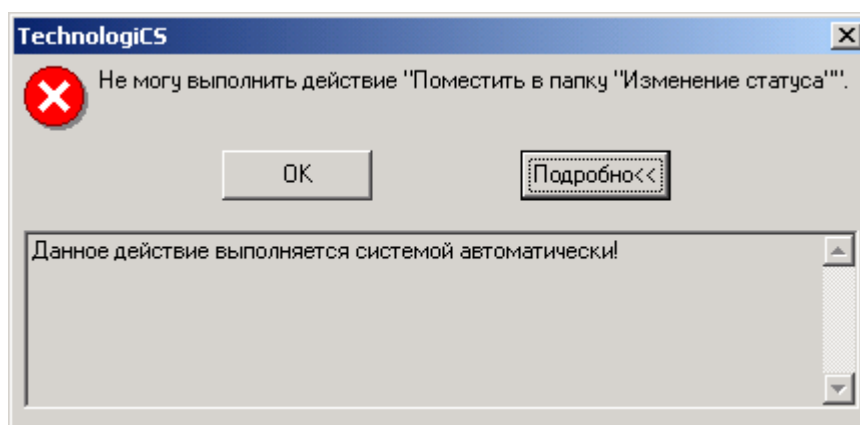 TechnologiCS
Не могу выполнить действие "Поместить в папку "Изменение статуса"".
OK
Подробно<<
Данное действие выполняется системой автоматически!